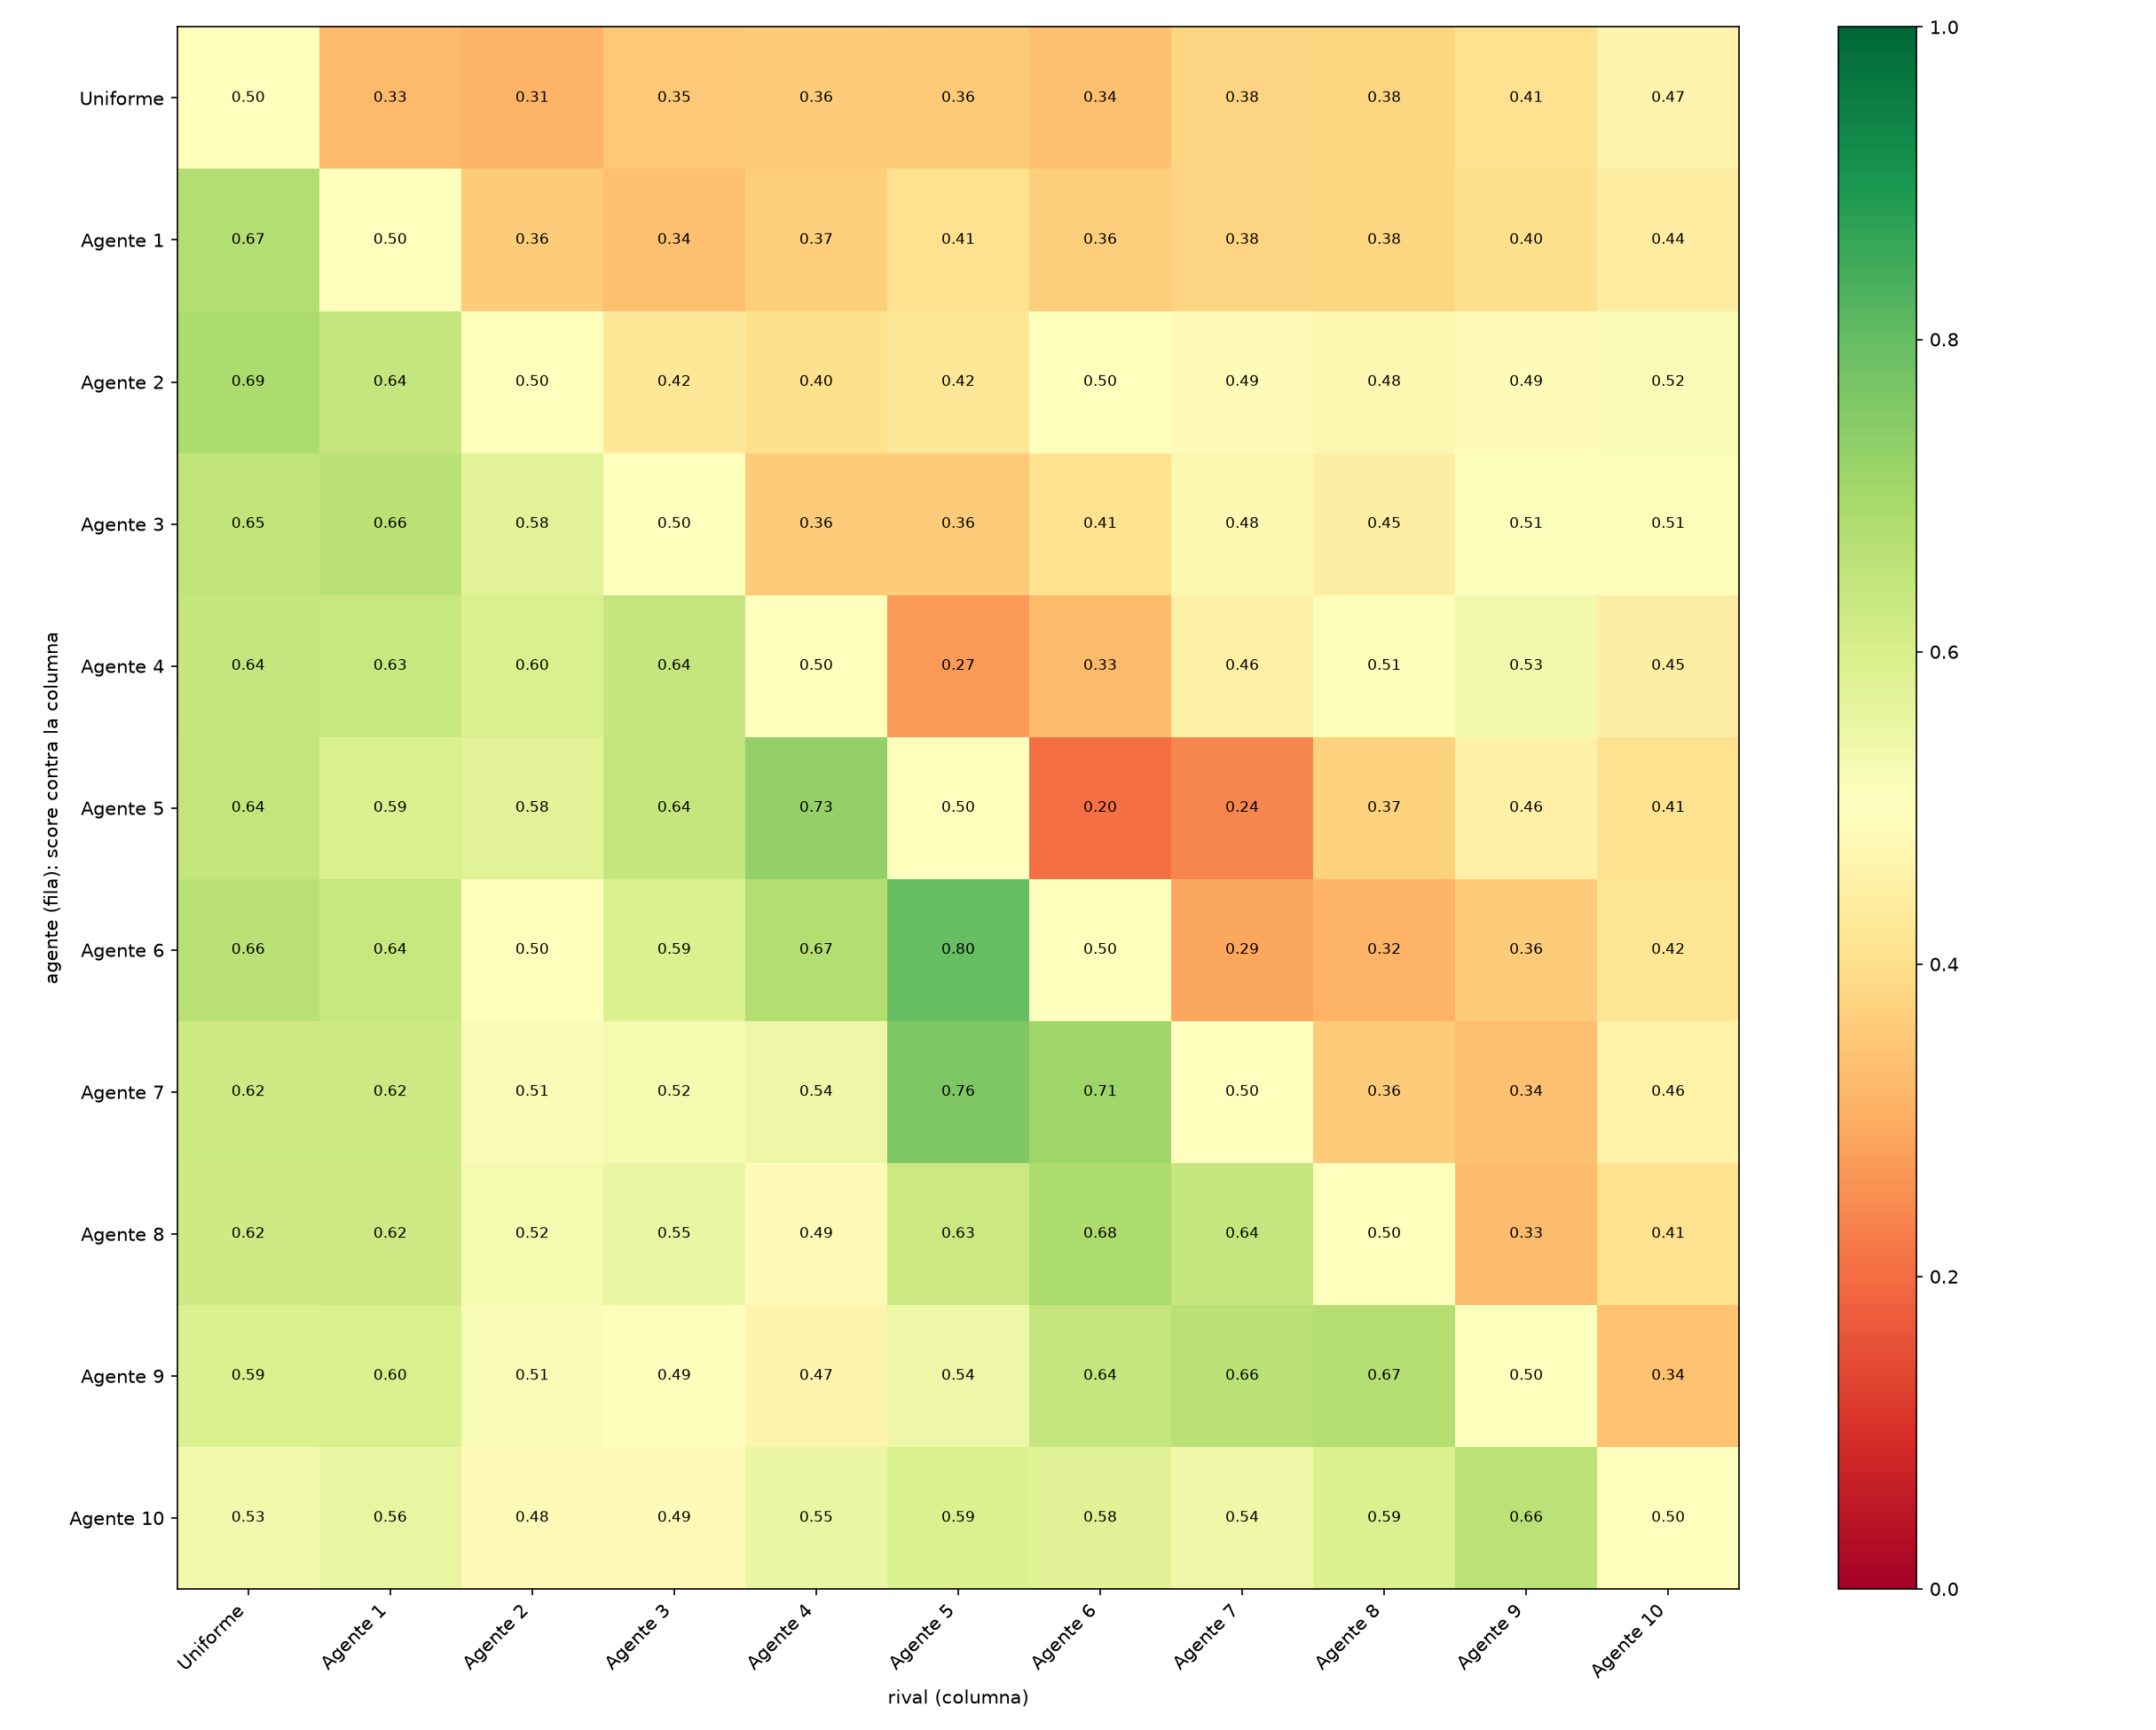 1.0
Uniforme 0.50 0.33 0.31 0.35 0.36 0.36 0.34 0.38 0.38 0.41 0.47
Agente 1 0.67 0.50 0.36 0.34 0.37 0.41 0.36 0.38 0.38 0.40 0.44
0.8
Agente 2 0.69 0.64 0.50 0.42 0.40 0.42 0.50 0.49 0.48 0.49 0.52
Agente 3 0.65 0.66 0.58 0.50 0.36 0.36 0.41 0.48 0.45 0.51 0.51
0.6
Agente 4 0.64 0.63 0.60 0.64 0.50 0.27 0.33 0.46 0.51 0.53 0.45
agente (fila): score contra la columna
Agente 5 0.64 0.59 0.58 0.64 0.73 0.50 0.20 0.24 0.37 0.46 0.41
Agente 6 0.66 0.64 0.50 0.59 0.67 0.80 0.50 0.29 0.32 0.36 0.42
0.4
Agente 7 0.62 0.62 0.51 0.52 0.54 0.76 0.71 0.50 0.36 0.34 0.46
Agente 8 0.62 0.62 0.52 0.55 0.49 0.63 0.68 0.64 0.50 0.33 0.41
0.2
Agente 9 0.59 0.60 0.51 0.49 0.47 0.54 0.64 0.66 0.67 0.50 0.34
Agente 10 0.53 0.56 0.48 0.49 0.55 0.59 0.58 0.54 0.59 0.66 0.50
0.0
Uniforme Agente 1 Agente 2 Agente 3 Agente 4 Agente 5 Agente 6 Agente 7 Agente 8 Agente 9 Agente 10
rival (columna)